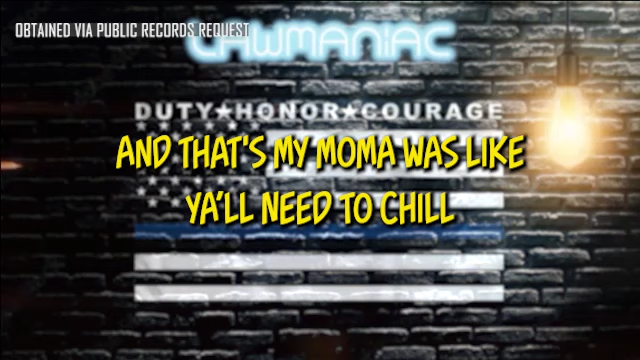 OBTAINED VIA PUBLIC RECORDS REQUEST
LAWMANIAC
DUTY★HONOR★COURAGE
AND THAT'S MY MOMA WAS LIKE
YA'LL NEED TO CHILL